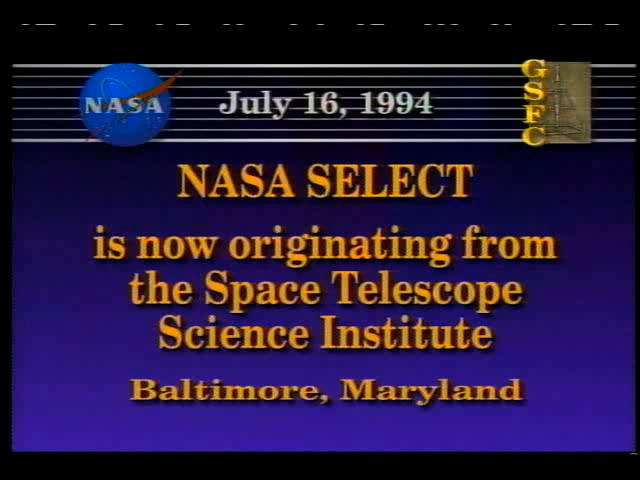 NASA
July 16, 1994
GSFC
NASA SELECT
is now originating from
the Space Telescope
Science Institute
Baltimore, Maryland